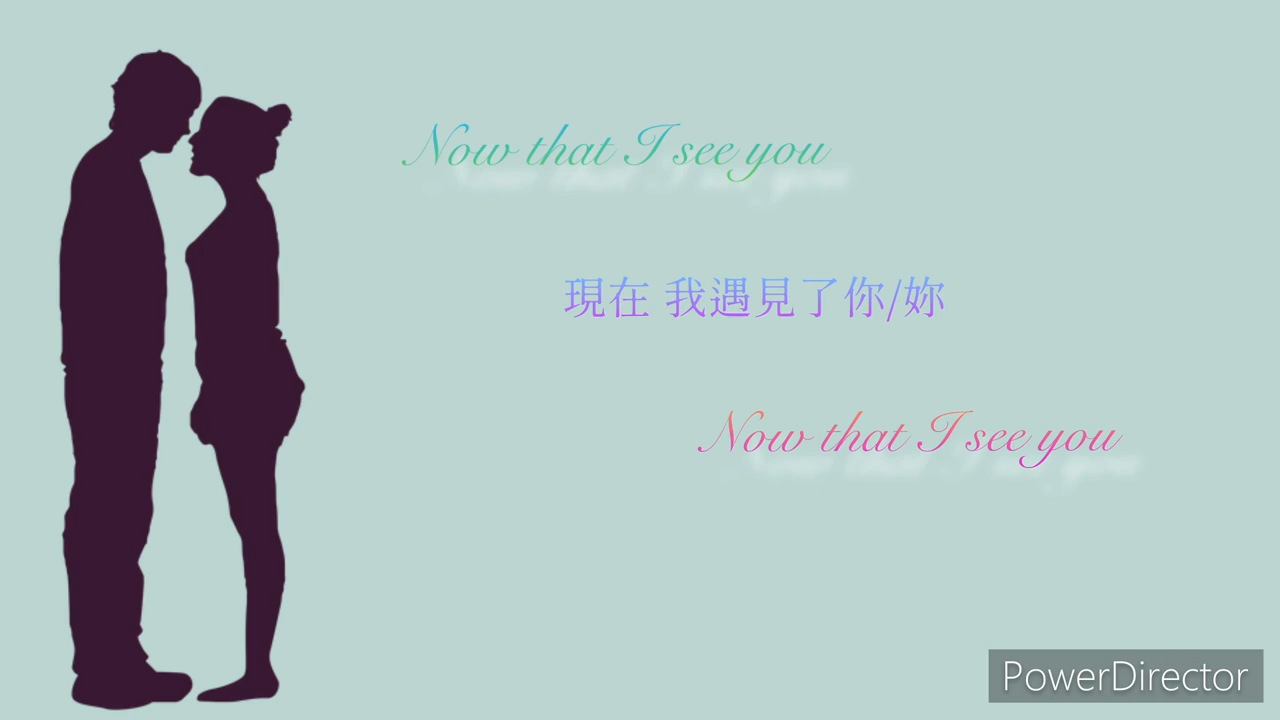 Now that I see you
現在 我遇見了你/妳
Now that I see you
PowerDirector